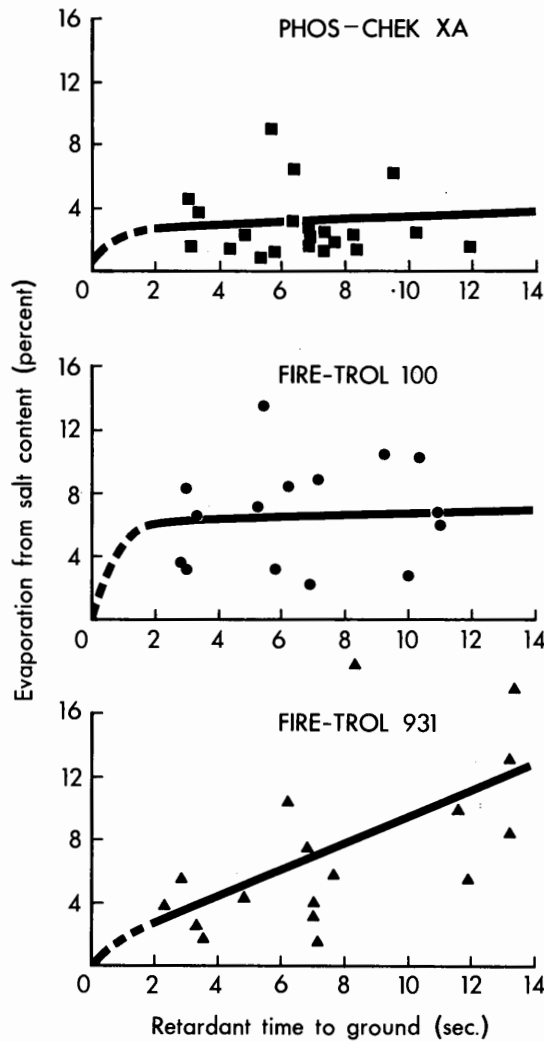 PHOS-CHEK XA
16
12
8
4
0
0 2 4 6 8 ·10 12 14
FIRE-TROL 100
16
12
8
4
0 2 4 6 8 10 12 14
FIRE-TROL 931
16
12
8
4
0 2 4 6 8 10 12 14
Evaporation from salt content (percent)
Retardant time to ground (sec.)